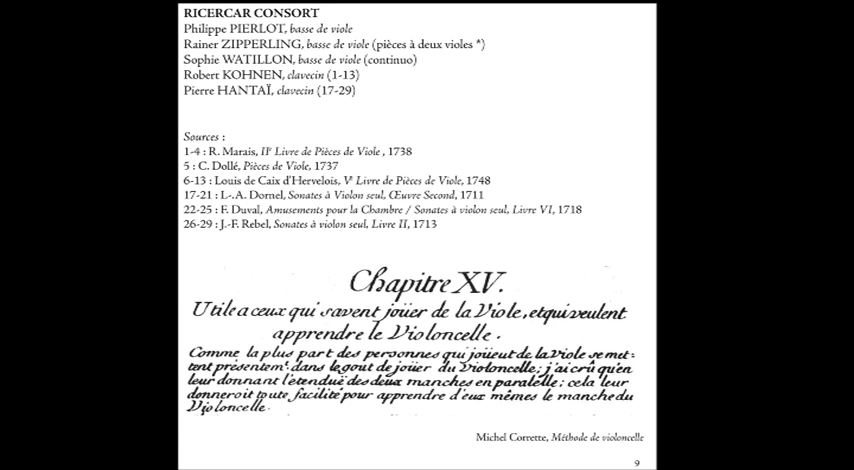 RICERCAR CONSORT
Philippe PIERLOT, basse de viole
Rainer ZIPPERLING, basse de viole (pièces à deux violes *)
Sophie WATILLON, basse de viole (continuo)
Robert KOHNEN, clavecin (1-13)
Pierre HANTAÏ, clavecin (17-29)
Sources :
1-4 : R. Marais, IIᵉ Livre de Pièces de Viole , 1738
5 : C. Dollé, Pièces de Viole, 1737
6-13 : Louis de Caix d'Hervelois, Vᵉ Livre de Pièces de Viole, 1748
17-21 : L-.A. Dornel, Sonates à Violon seul, Œuvre Second, 1711
22-25 : F. Duval, Amusements pour la Chambre / Sonates à violon seul, Livre VI, 1718
26-29 : J.-F. Rebel, Sonates à violon seul, Livre II, 1713
Chapitre XV.
Utile a ceux qui savent joüer de la Viole, et qui veulent
apprendre le Violoncelle.
Comme la plus part des personnes qui joüeut de la Viole se met=
tent présentemᵗ. dans le gout de joüer du Violoncelle; j'ai crû qu'en
leur donnant l'étenduë des deux manches en paralelle; cela leur
donneroit toute facilité pour apprendre d'eux mêmes le manche du
Violoncelle.
Michel Corrette, Méthode de violoncelle
9